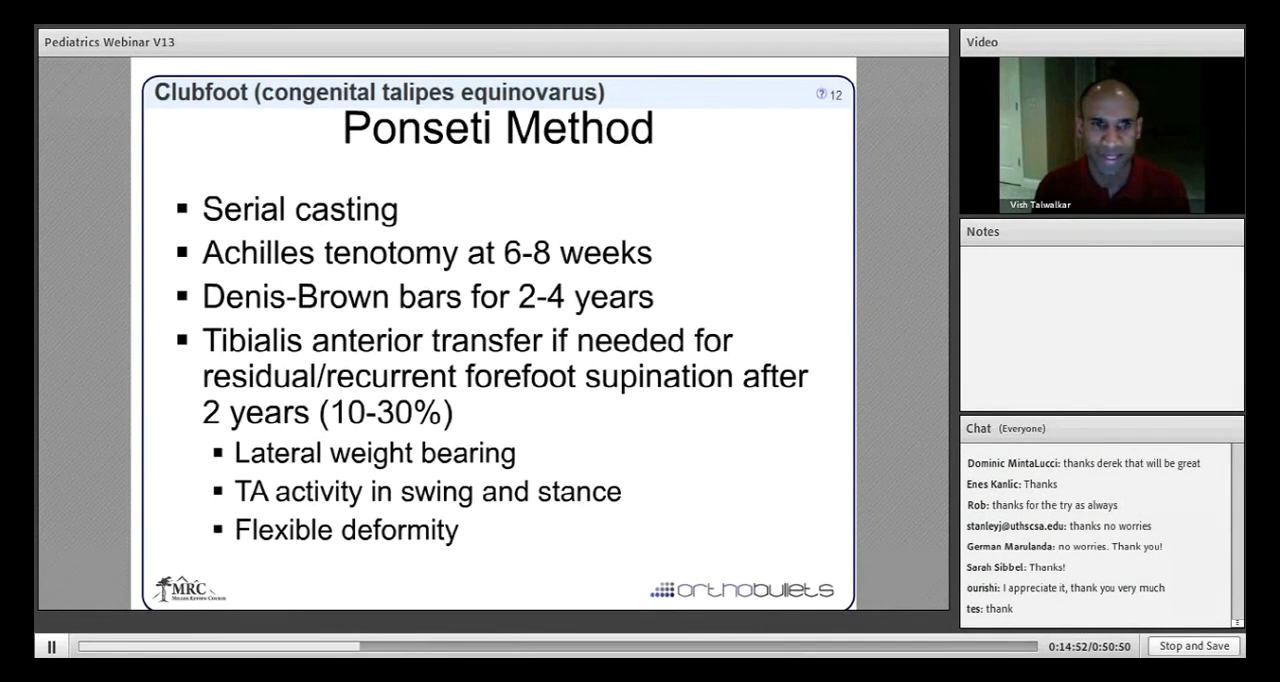 Pediatrics Webinar V13
Clubfoot (congenital talipes equinovarus)
? 12
Ponseti Method
▪ Serial casting
▪ Achilles tenotomy at 6-8 weeks
▪ Denis-Brown bars for 2-4 years
▪ Tibialis anterior transfer if needed for
residual/recurrent forefoot supination after
2 years (10-30%)
▪ Lateral weight bearing
▪ TA activity in swing and stance
▪ Flexible deformity
MRC
MILLER REVIEW COURSE
orthobullets
Video
Vish Talwalkar
Notes
Chat (Everyone)
Dominic MintaLucci: thanks derek that will be great
Enes Kanlic: Thanks
Rob: thanks for the try as always
stanleyj@uthscsa.edu: thanks no worries
German Marulanda: no worries. Thank you!
Sarah Sibbel: Thanks!
ourishi: I appreciate it, thank you very much
tes: thank
0:14:52/0:50:50
Stop and Save